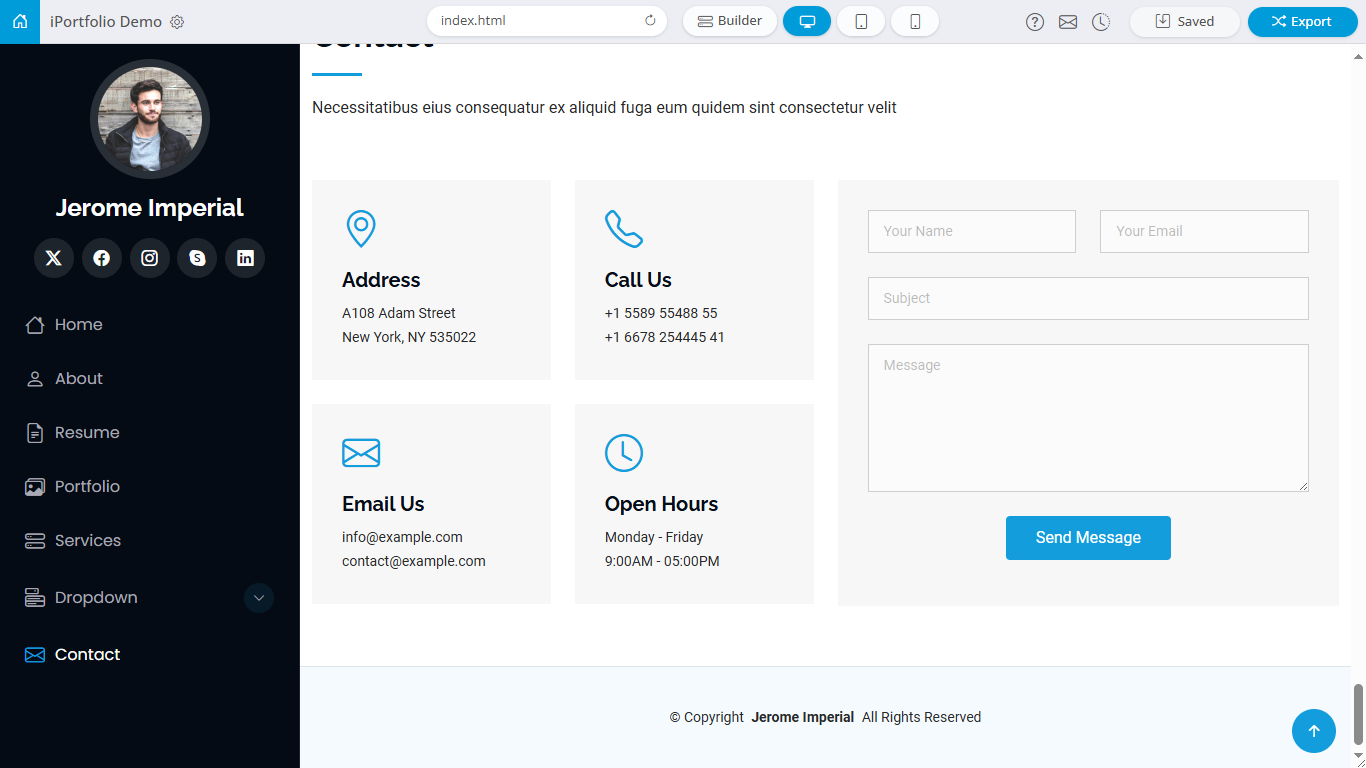 iPortfolio Demo
index.html
Builder
Saved
Export
Jerome Imperial
Home
About
Resume
Portfolio
Services
Dropdown
Contact
Contact
Necessitatibus eius consequatur ex aliquid fuga eum quidem sint consectetur velit
Address
A108 Adam Street
New York, NY 535022
Call Us
+1 5589 55488 55
+1 6678 254445 41
Email Us
info@example.com
contact@example.com
Open Hours
Monday - Friday
9:00AM - 05:00PM
Your Name
Your Email
Subject
Message
Send Message
© Copyright Jerome Imperial All Rights Reserved